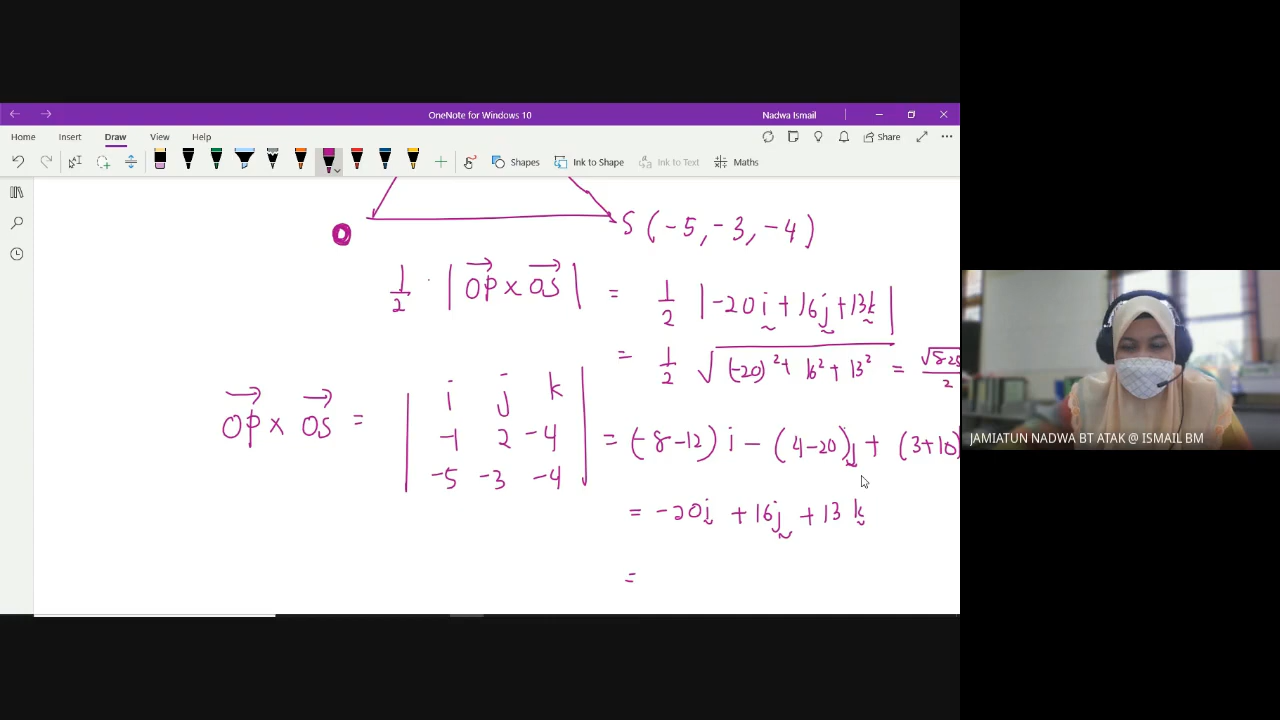 OneNote for Windows 10
Nadwa Ismail
Home Insert Draw View Help
Share
Shapes Ink to Shape Ink to Text Maths
S (-5, -3, -4)
1/2 · |OP × OS| = 1/2 |-20i + 16j + 13k|
= 1/2 √(-20)² + 16² + 13² = √825/2
OP × OS = | i j k
-1 2 -4
-5 -3 -4 | = (-8-12) i - (4-20)j + (3+10)
= -20i + 16j + 13k
=
JAMIATUN NADWA BT ATAK @ ISMAIL BM